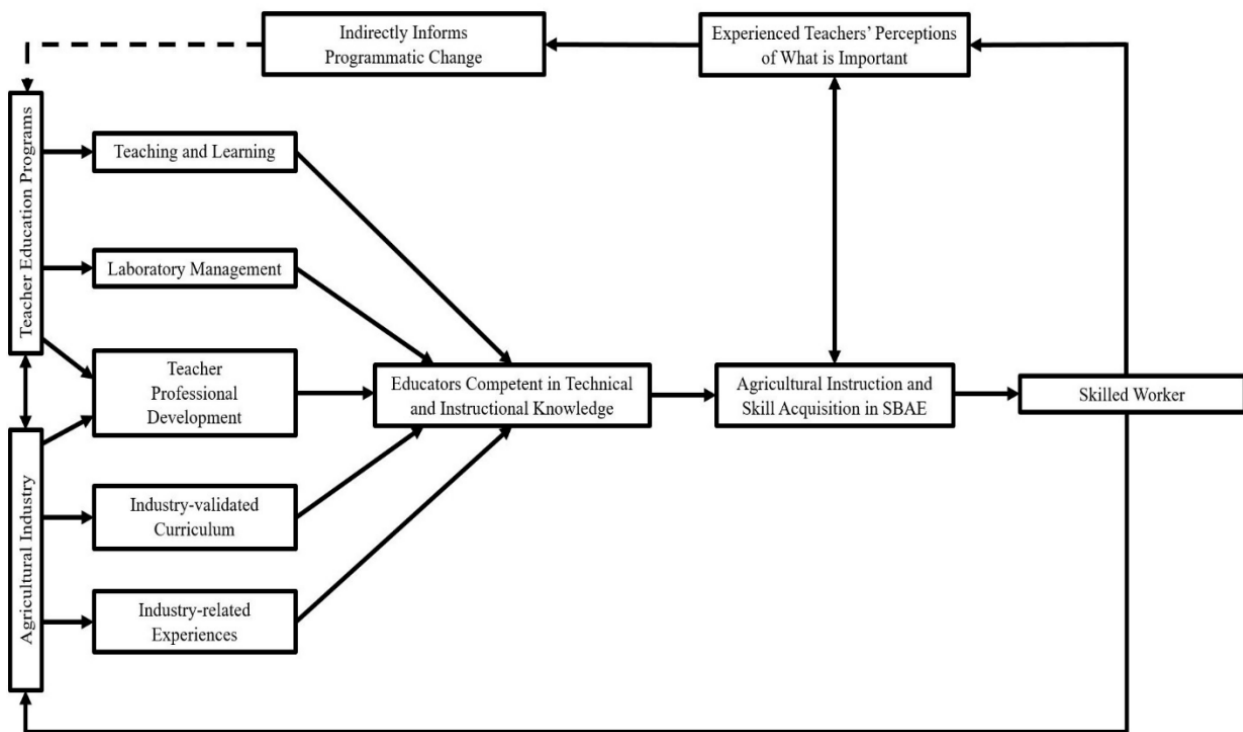 Indirectly Informs
Programmatic Change
Experienced Teachers’ Perceptions
of What is Important
Teacher Education Programs
Teaching and Learning
Laboratory Management
Teacher
Professional
Development
Educators Competent in Technical
and Instructional Knowledge
Agricultural Instruction and
Skill Acquisition in SBAE
Skilled Worker
Agricultural Industry
Industry-validated
Curriculum
Industry-related
Experiences